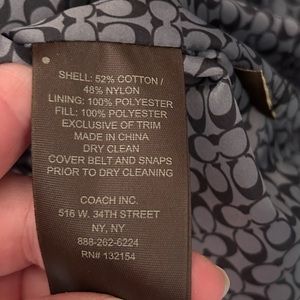 SHELL: 52% COTTON /
48% NYLON
LINING: 100% POLYESTER
FILL: 100% POLYESTER
EXCLUSIVE OF TRIM
MADE IN CHINA
DRY CLEAN
COVER BELT AND SNAPS
PRIOR TO DRY CLEANING
COACH INC.
516 W. 34TH STREET
NY, NY
888-262-6224
RN# 132154